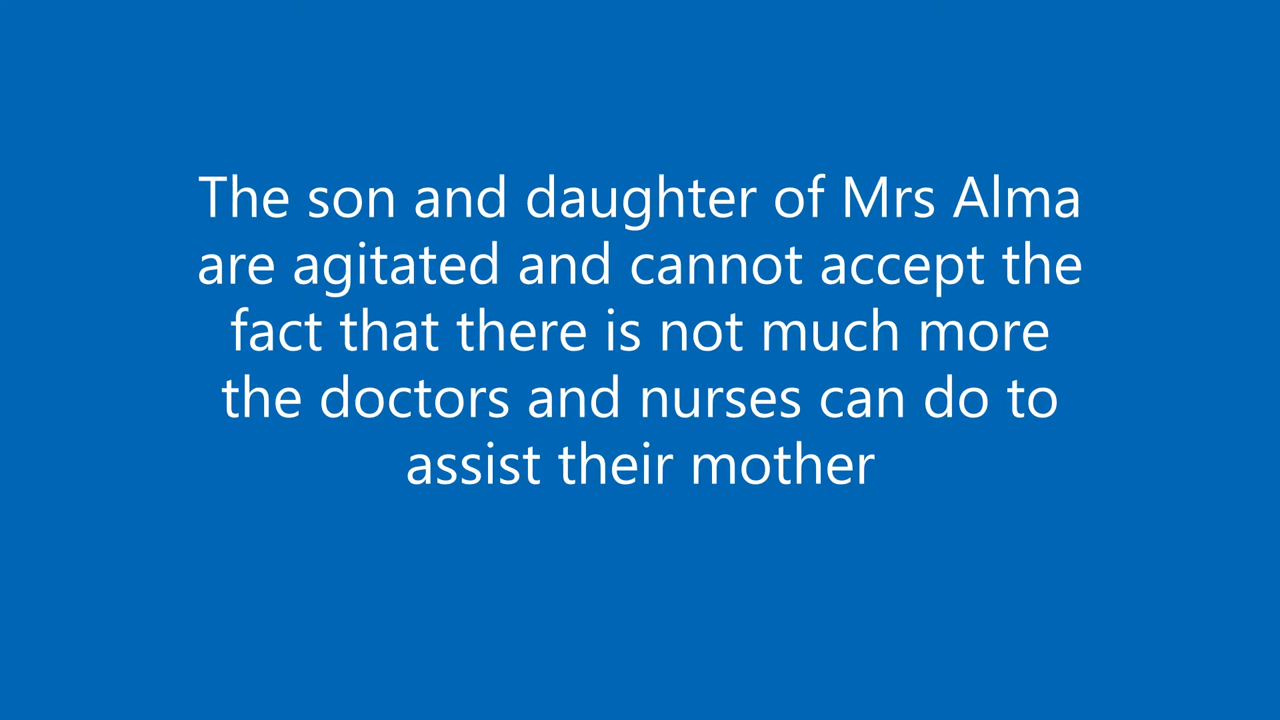 The son and daughter of Mrs Alma
are agitated and cannot accept the
fact that there is not much more
the doctors and nurses can do to
assist their mother